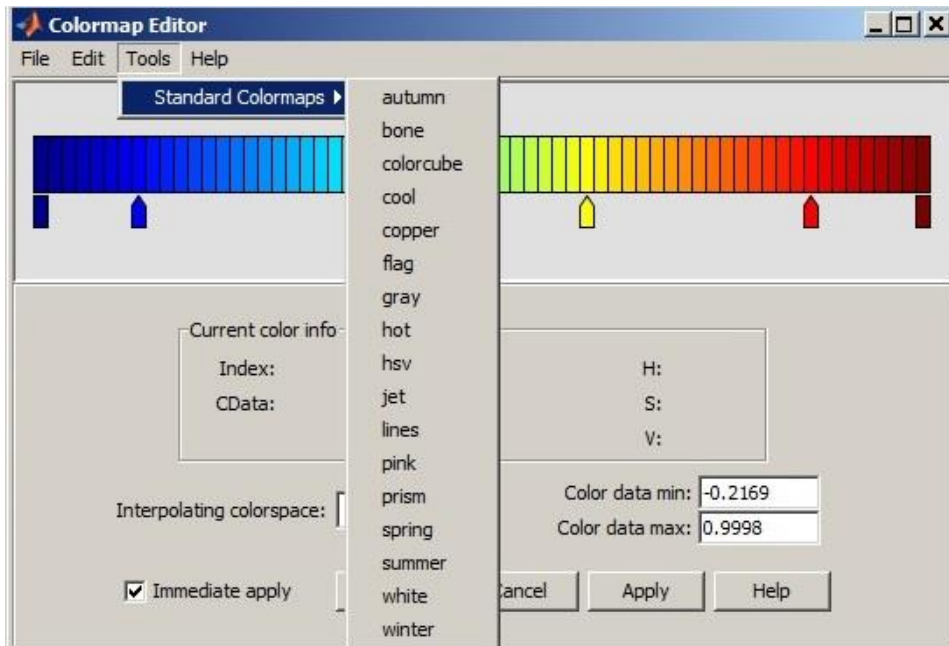 Colormap Editor
File Edit Tools Help
Standard Colormaps
autumn
bone
colorcube
cool
copper
flag
gray
hot
hsv
jet
lines
pink
prism
spring
summer
white
winter
Current color info
Index:
CData:
H:
S:
V:
Interpolating colorspace:
Color data min: -0.2169
Color data max: 0.9998
Immediate apply
Apply
Help